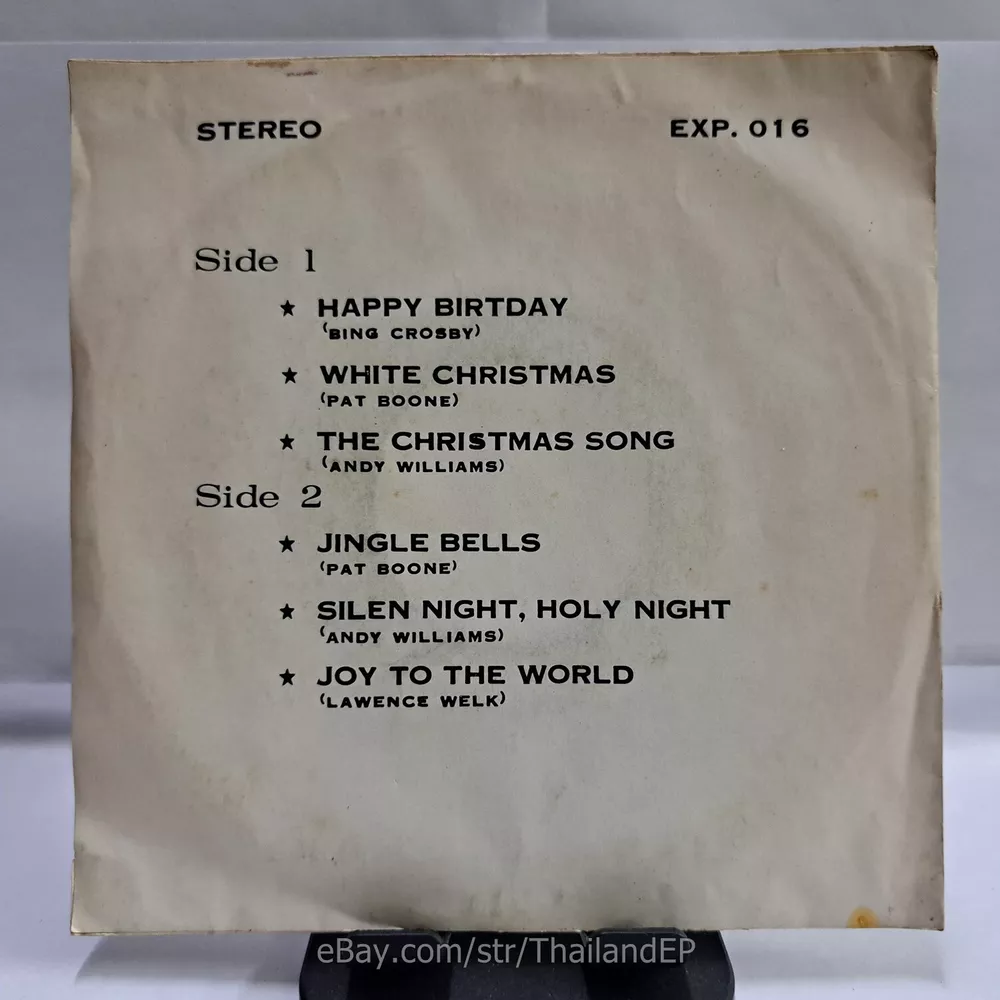 STEREO EXP. 016
Side 1
★ HAPPY BIRTDAY
(BING CROSBY)
★ WHITE CHRISTMAS
(PAT BOONE)
★ THE CHRISTMAS SONG
(ANDY WILLIAMS)
Side 2
★ JINGLE BELLS
(PAT BOONE)
★ SILEN NIGHT, HOLY NIGHT
(ANDY WILLIAMS)
★ JOY TO THE WORLD
(LAWENCE WELK)
eBay.com/str/ThailandEP